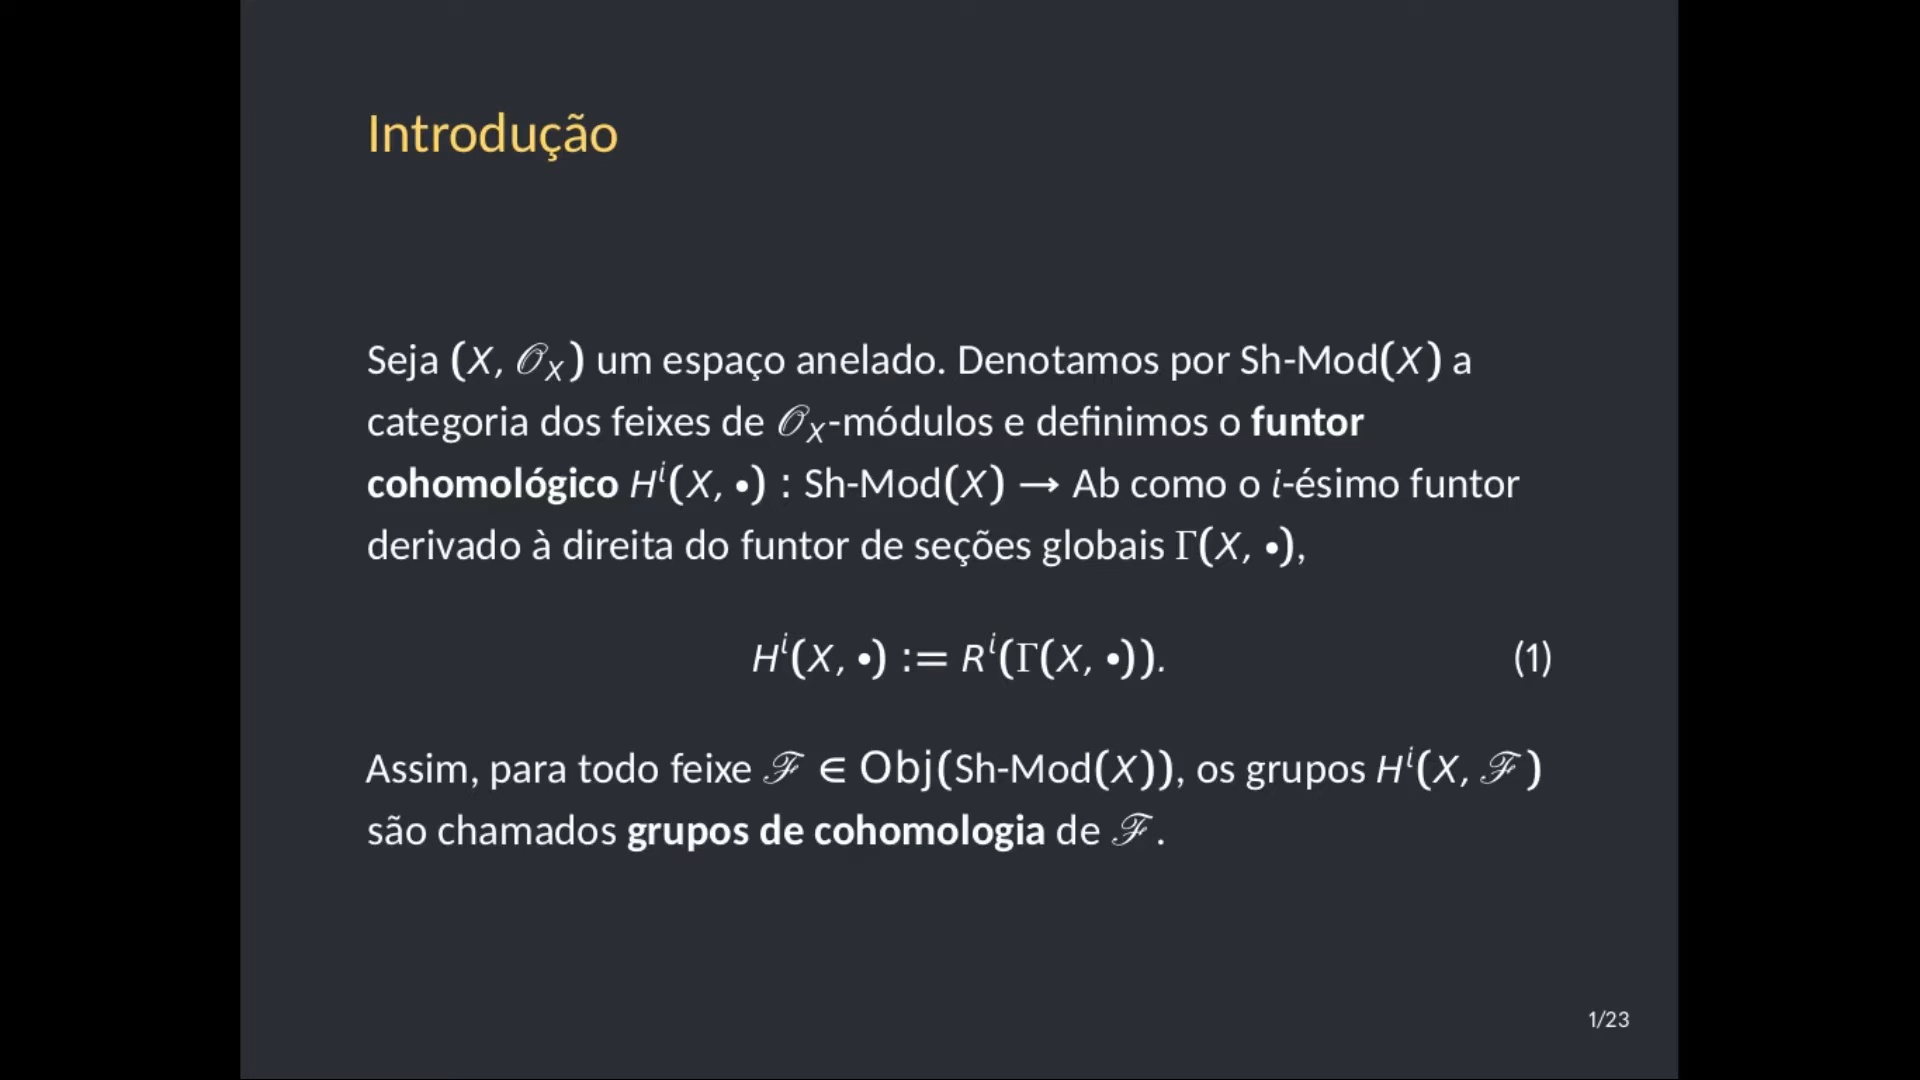 Introdução
Seja (X, 𝒪_X) um espaço anelado. Denotamos por Sh-Mod(X) a
categoria dos feixes de 𝒪_X-módulos e definimos o funtor
cohomológico H^i(X, •) : Sh-Mod(X) → Ab como o i-ésimo funtor
derivado à direita do funtor de seções globais Γ(X, •),
H^i(X, •) := R^i(Γ(X, •)). (1)
Assim, para todo feixe ℱ ∈ Obj(Sh-Mod(X)), os grupos H^i(X, ℱ)
são chamados grupos de cohomologia de ℱ.
1/23